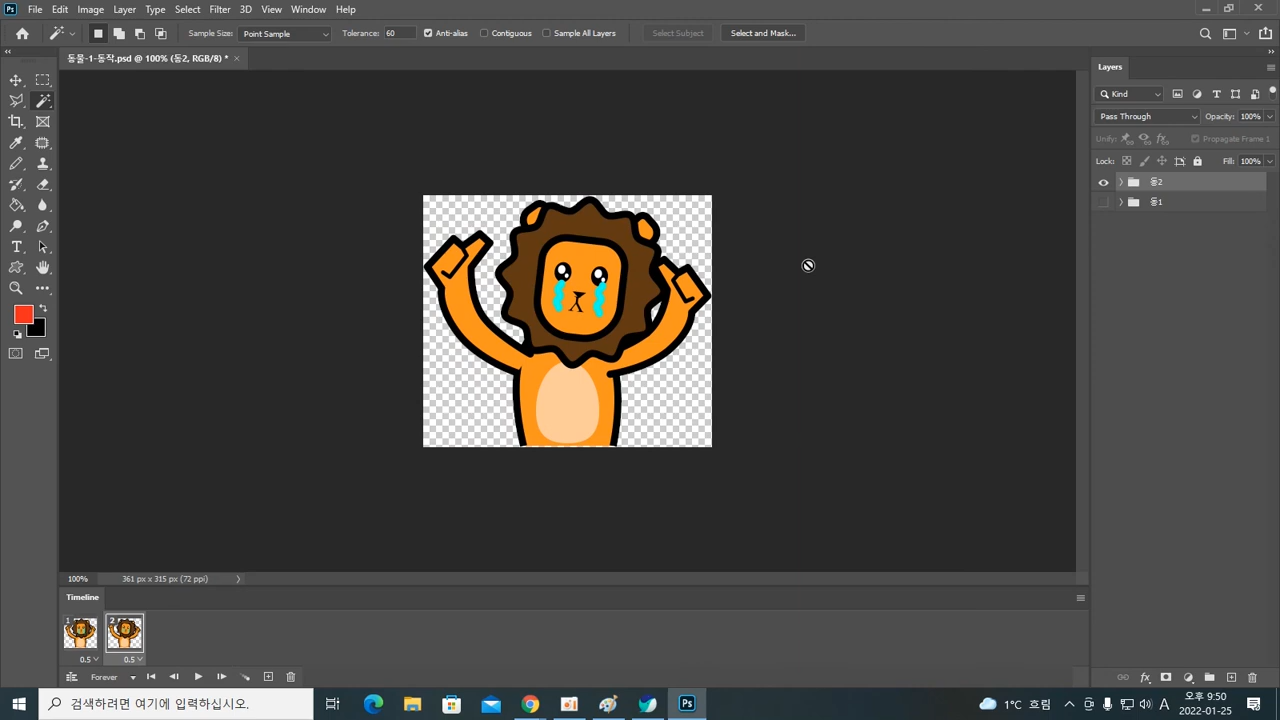 Ps File Edit Image Layer Type Select Filter 3D View Window Help
Sample Size: Point Sample Tolerance: 60 Anti-alias Contiguous Sample All Layers Select Subject Select and Mask...
동물-1-동작.psd @ 100% (동2, RGB/8) *
Layers
Kind
Pass Through Opacity: 100%
Unify: Propagate Frame 1
Lock: Fill: 100%
동2
동1
100% 361 px x 315 px (72 ppi)
Timeline
1 2
0.5 0.5
Forever
검색하려면 여기에 입력하십시오.
1°C 흐림
A
오후 9:50
2022-01-25